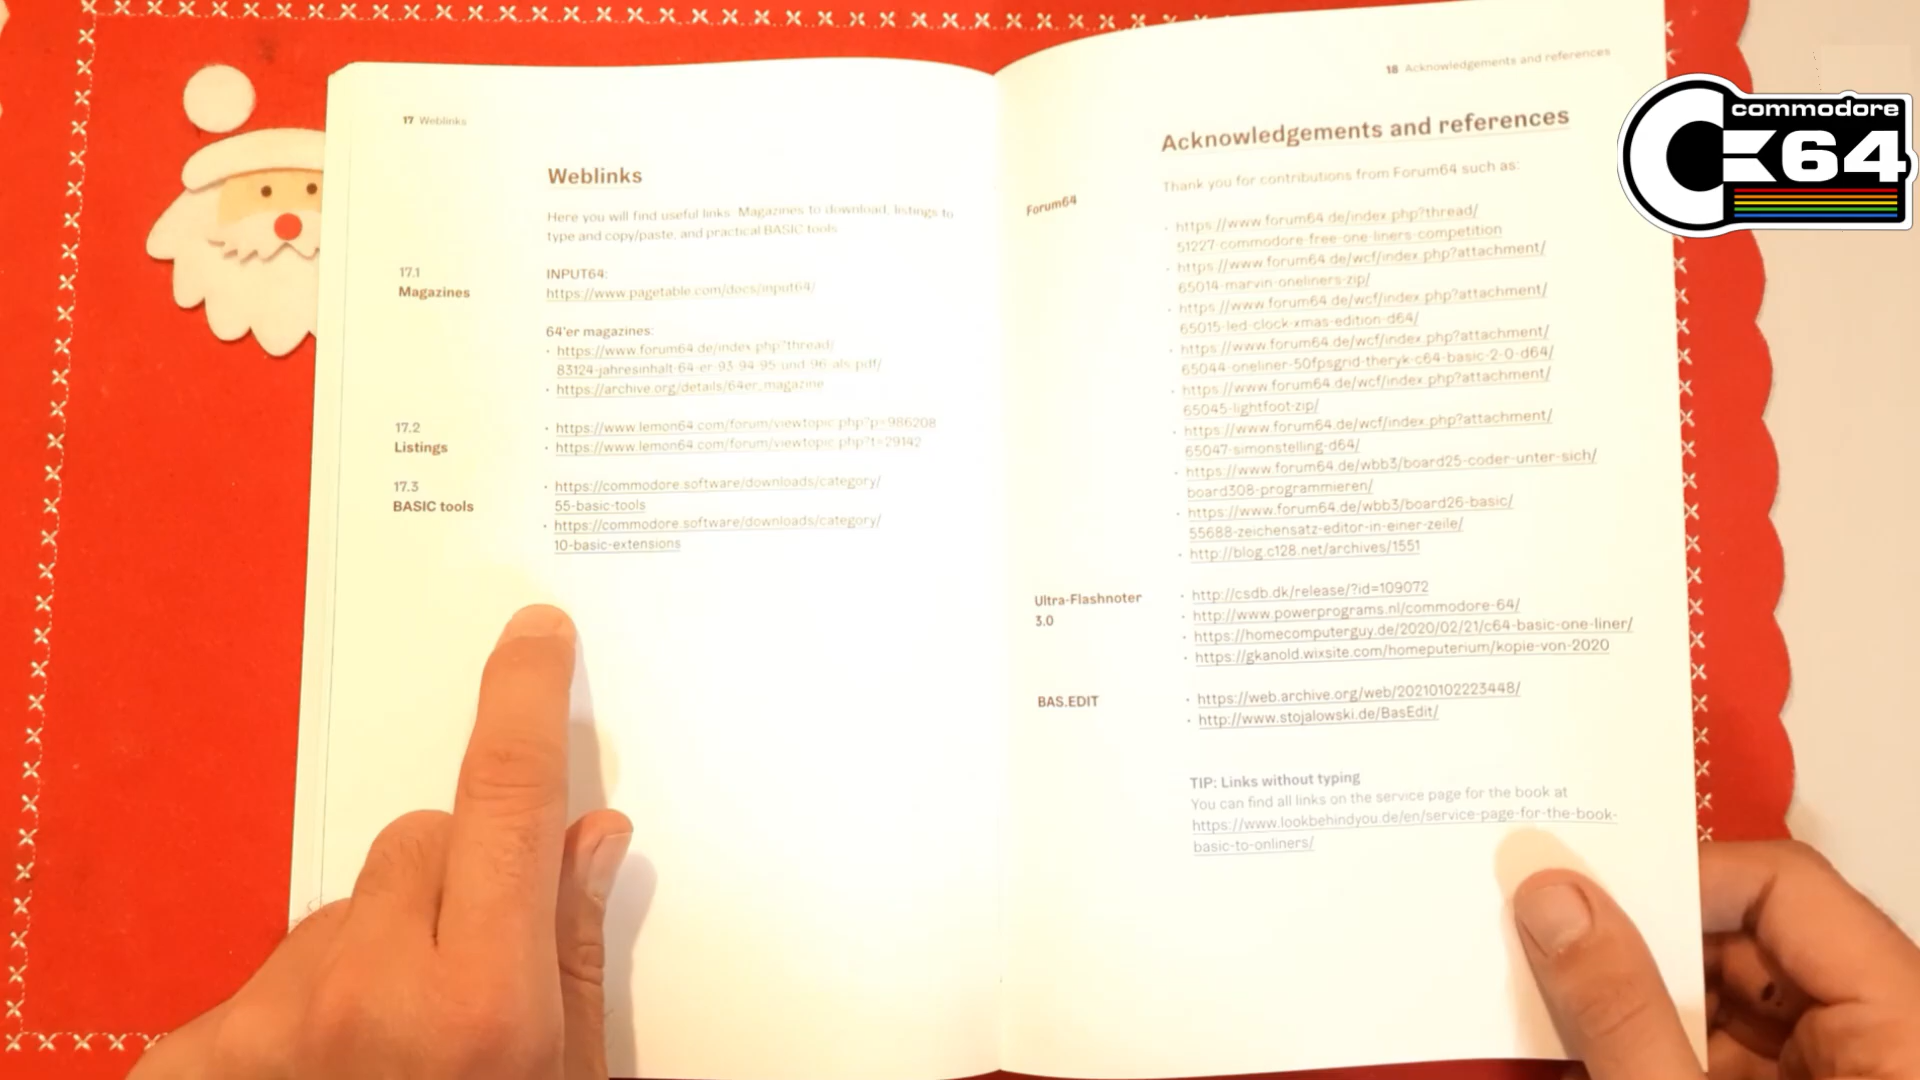 17 Weblinks
Weblinks
Here you will find useful links: Magazines to download, listings to
type and copy/paste, and practical BASIC tools
17.1
Magazines
INPUT64:
https://www.pagetable.com/docs/input64/
64'er magazines:
• https://www.forum64.de/index.php?thread/
83124-jahresinhalt-64-er-93-94-95-und-96-als-pdf/
• https://archive.org/details/64er_magazine
17.2
Listings
• https://www.lemon64.com/forum/viewtopic.php?p=986208
• https://www.lemon64.com/forum/viewtopic.php?t=29142
17.3
BASIC tools
• https://commodore.software/downloads/category/
55-basic-tools
• https://commodore.software/downloads/category/
10-basic-extensions
18 Acknowledgements and references
Acknowledgements and references
Thank you for contributions from Forum64 such as:
Forum64
• https://www.forum64.de/index.php?thread/
51227-commodore-free-one-liners-competition
• https://www.forum64.de/wcf/index.php?attachment/
65014-marvin-oneliners-zip/
• https://www.forum64.de/wcf/index.php?attachment/
65015-led-clock-xmas-edition-d64/
• https://www.forum64.de/wcf/index.php?attachment/
65044-oneliner-50fpsgnd-theryk-c64-basic-2-0-d64/
• https://www.forum64.de/wcf/index.php?attachment/
65045-lightfoot-zip/
• https://www.forum64.de/wcf/index.php?attachment/
65047-simonstelling-d64/
• https://www.forum64.de/wbb3/board25-coder-unter-sich/
board308-programmieren/
• https://www.forum64.de/wbb3/board26-basic/
55688-zeichensatz-editor-in-einer-zeile/
• http://blog.c128.net/archives/1551
Ultra-Flashnoter
3.0
• http://csdb.dk/release/?id=109072
• http://www.powerprograms.nl/commodore-64/
• https://homecomputerguy.de/2020/02/21/c64-basic-one-liner/
• https://gkanold.wixsite.com/homeputerium/kopie-von-2020
BAS.EDIT
• https://web.archive.org/web/20210102223448/
• http://www.stojalowski.de/BasEdit/
TIP: Links without typing
You can find all links on the service page for the book at
https://www.lookbehindyou.de/en/service-page-for-the-book-
basic-to-onliners/
commodore
64